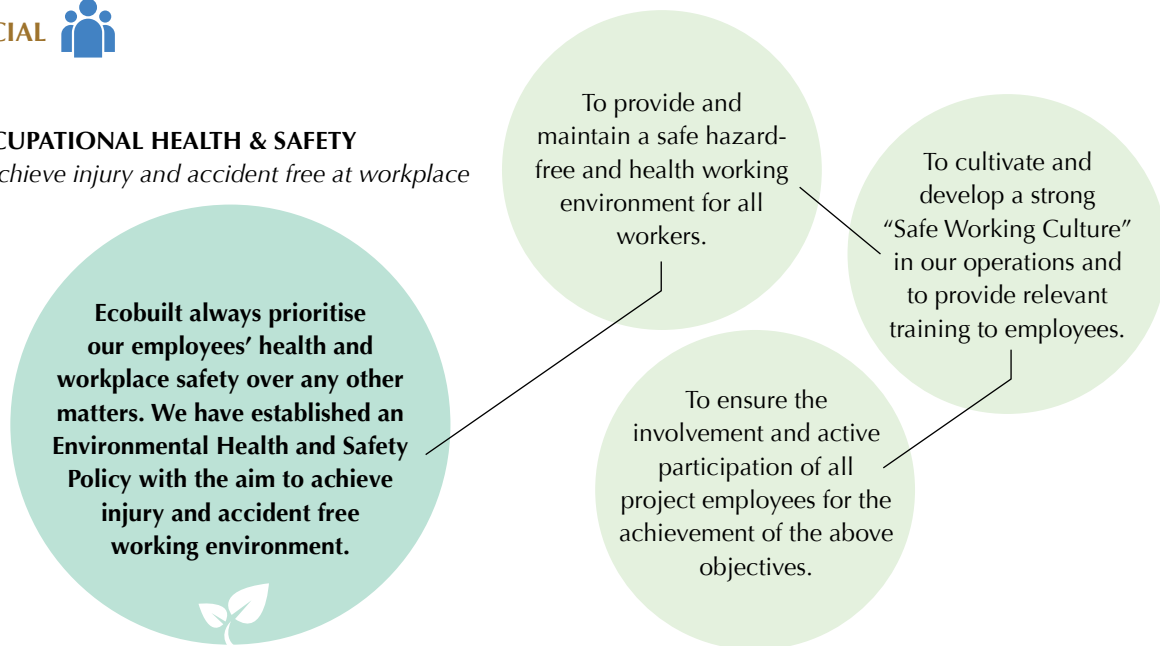 CIAL
CUPATIONAL HEALTH & SAFETY
chieve injury and accident free at workplace
Ecobuilt always prioritise
our employees’ health and
workplace safety over any other
matters. We have established an
Environmental Health and Safety
Policy with the aim to achieve
injury and accident free
working environment.
To provide and
maintain a safe hazard-
free and health working
environment for all
workers.
To cultivate and
develop a strong
“Safe Working Culture”
in our operations and
to provide relevant
training to employees.
To ensure the
involvement and active
participation of all
project employees for the
achievement of the above
objectives.